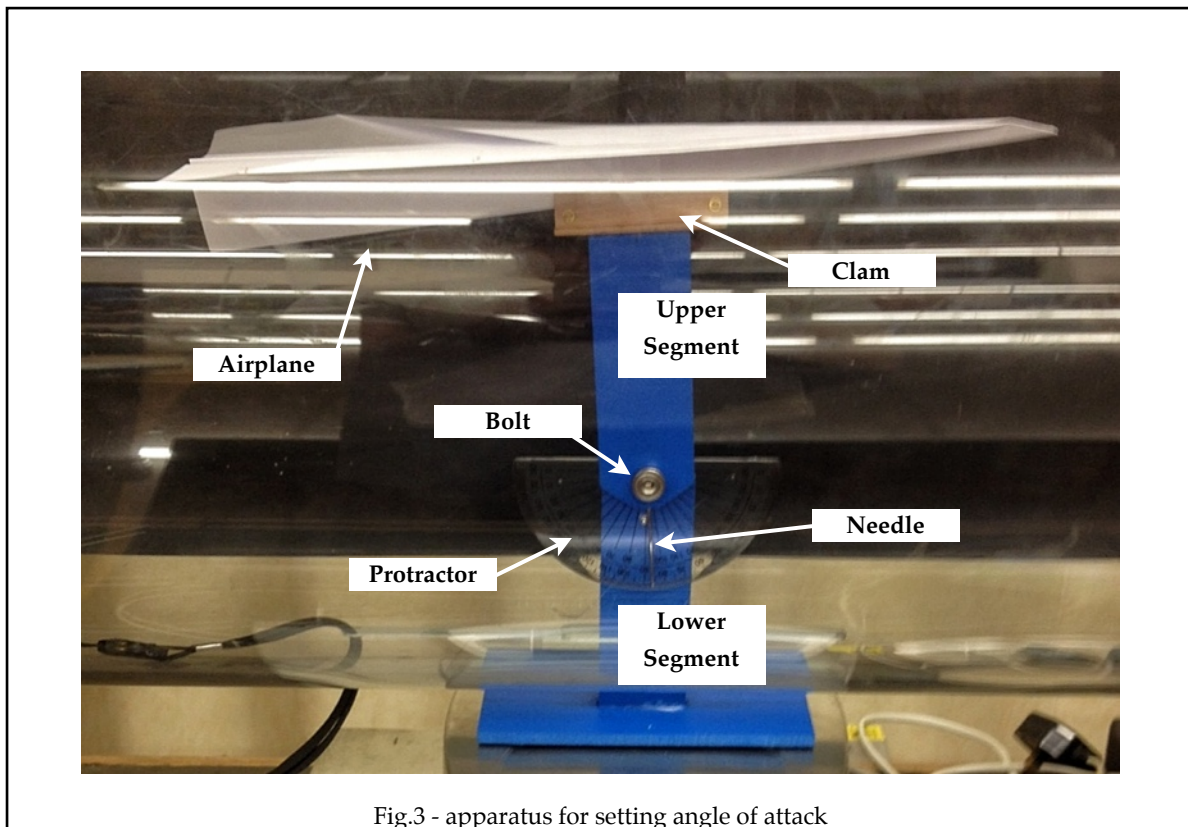 Clam
Upper
Segment
Airplane
Bolt
Needle
Protractor
Lower
Segment
Fig.3 - apparatus for setting angle of attack